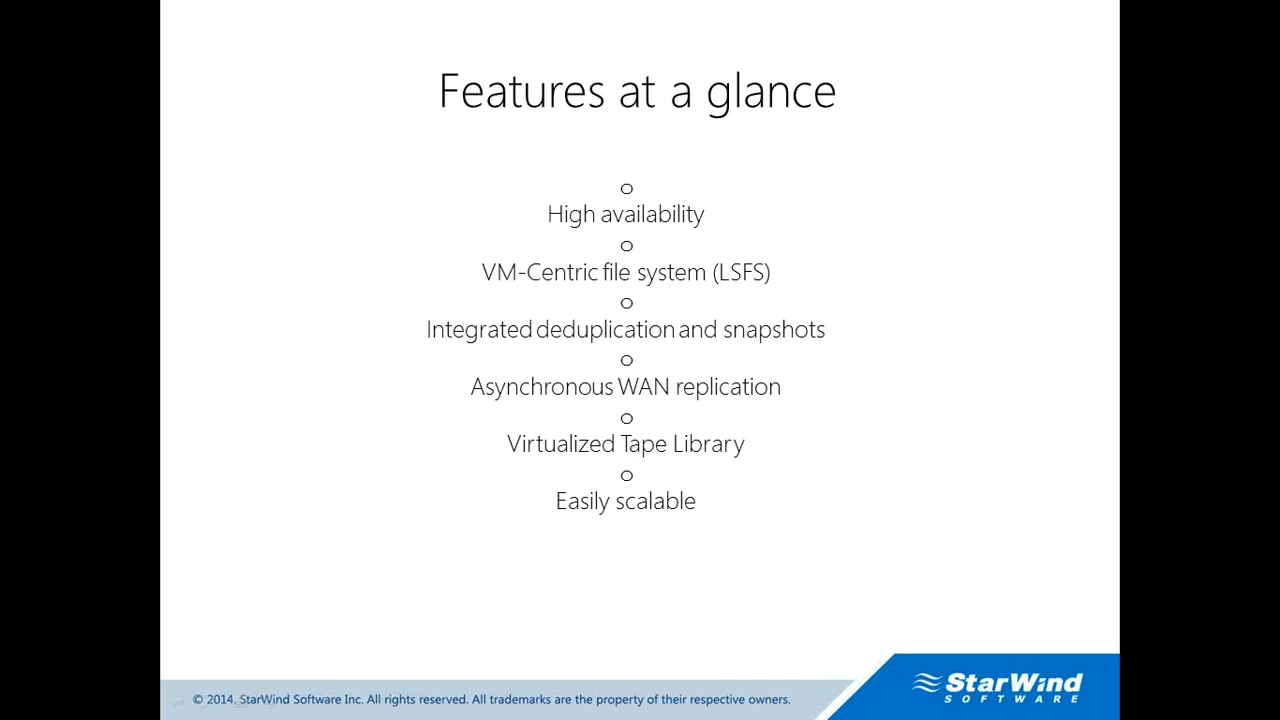 Features at a glance
o
High availability
o
VM-Centric file system (LSFS)
o
Integrated deduplication and snapshots
o
Asynchronous WAN replication
o
Virtualized Tape Library
o
Easily scalable
© 2014, StarWind Software Inc. All rights reserved. All trademarks are the property of their respective owners.
StarWind
SOFTWARE